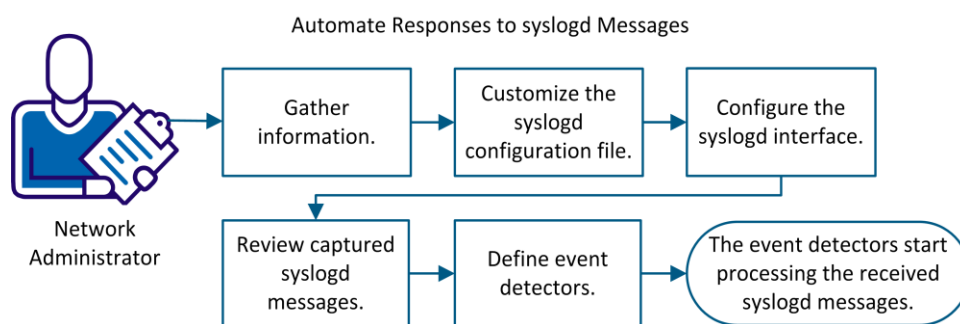 Automate Responses to syslogd Messages
Gather
information.
Customize the
syslogd
configuration file.
Configure the
syslogd interface.
Network
Administrator
Review captured
syslogd
messages.
Define event
detectors.
The event detectors start
processing the received
syslogd messages.